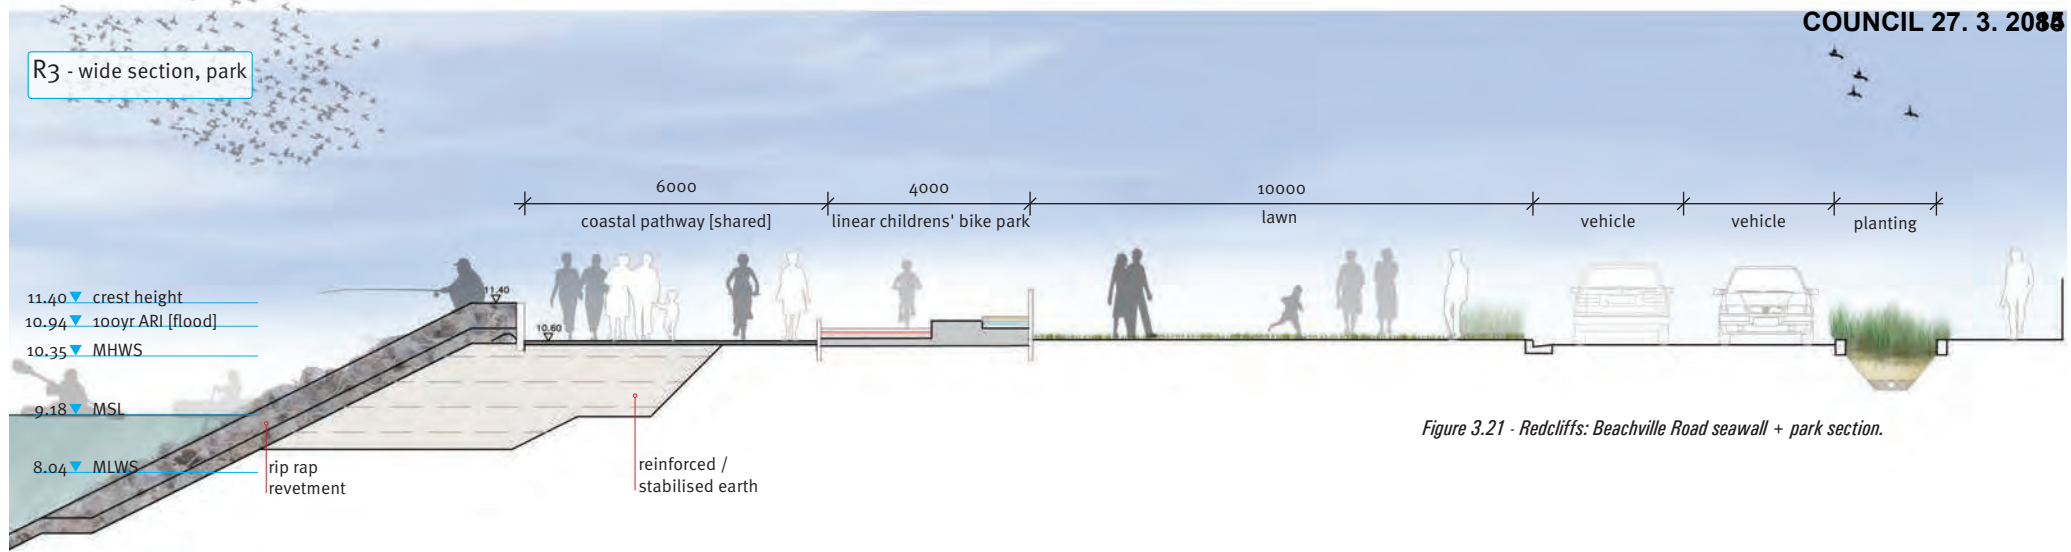 COUNCIL 27. 3. 20
R3 - wide section, park
6000
4000
10000
coastal pathway [shared]
linear childrens' bike park
lawn
vehicle
vehicle
planting
11.40 crest height
11.40
10.94 100yr ARI [flood]
10.60
10.35 MHWS
9.18 MSL
8.04 MLWS
rip rap
revetment
reinforced /
stabilised earth
Figure 3.21 - Redcliffs: Beachville Road seawall + park section.